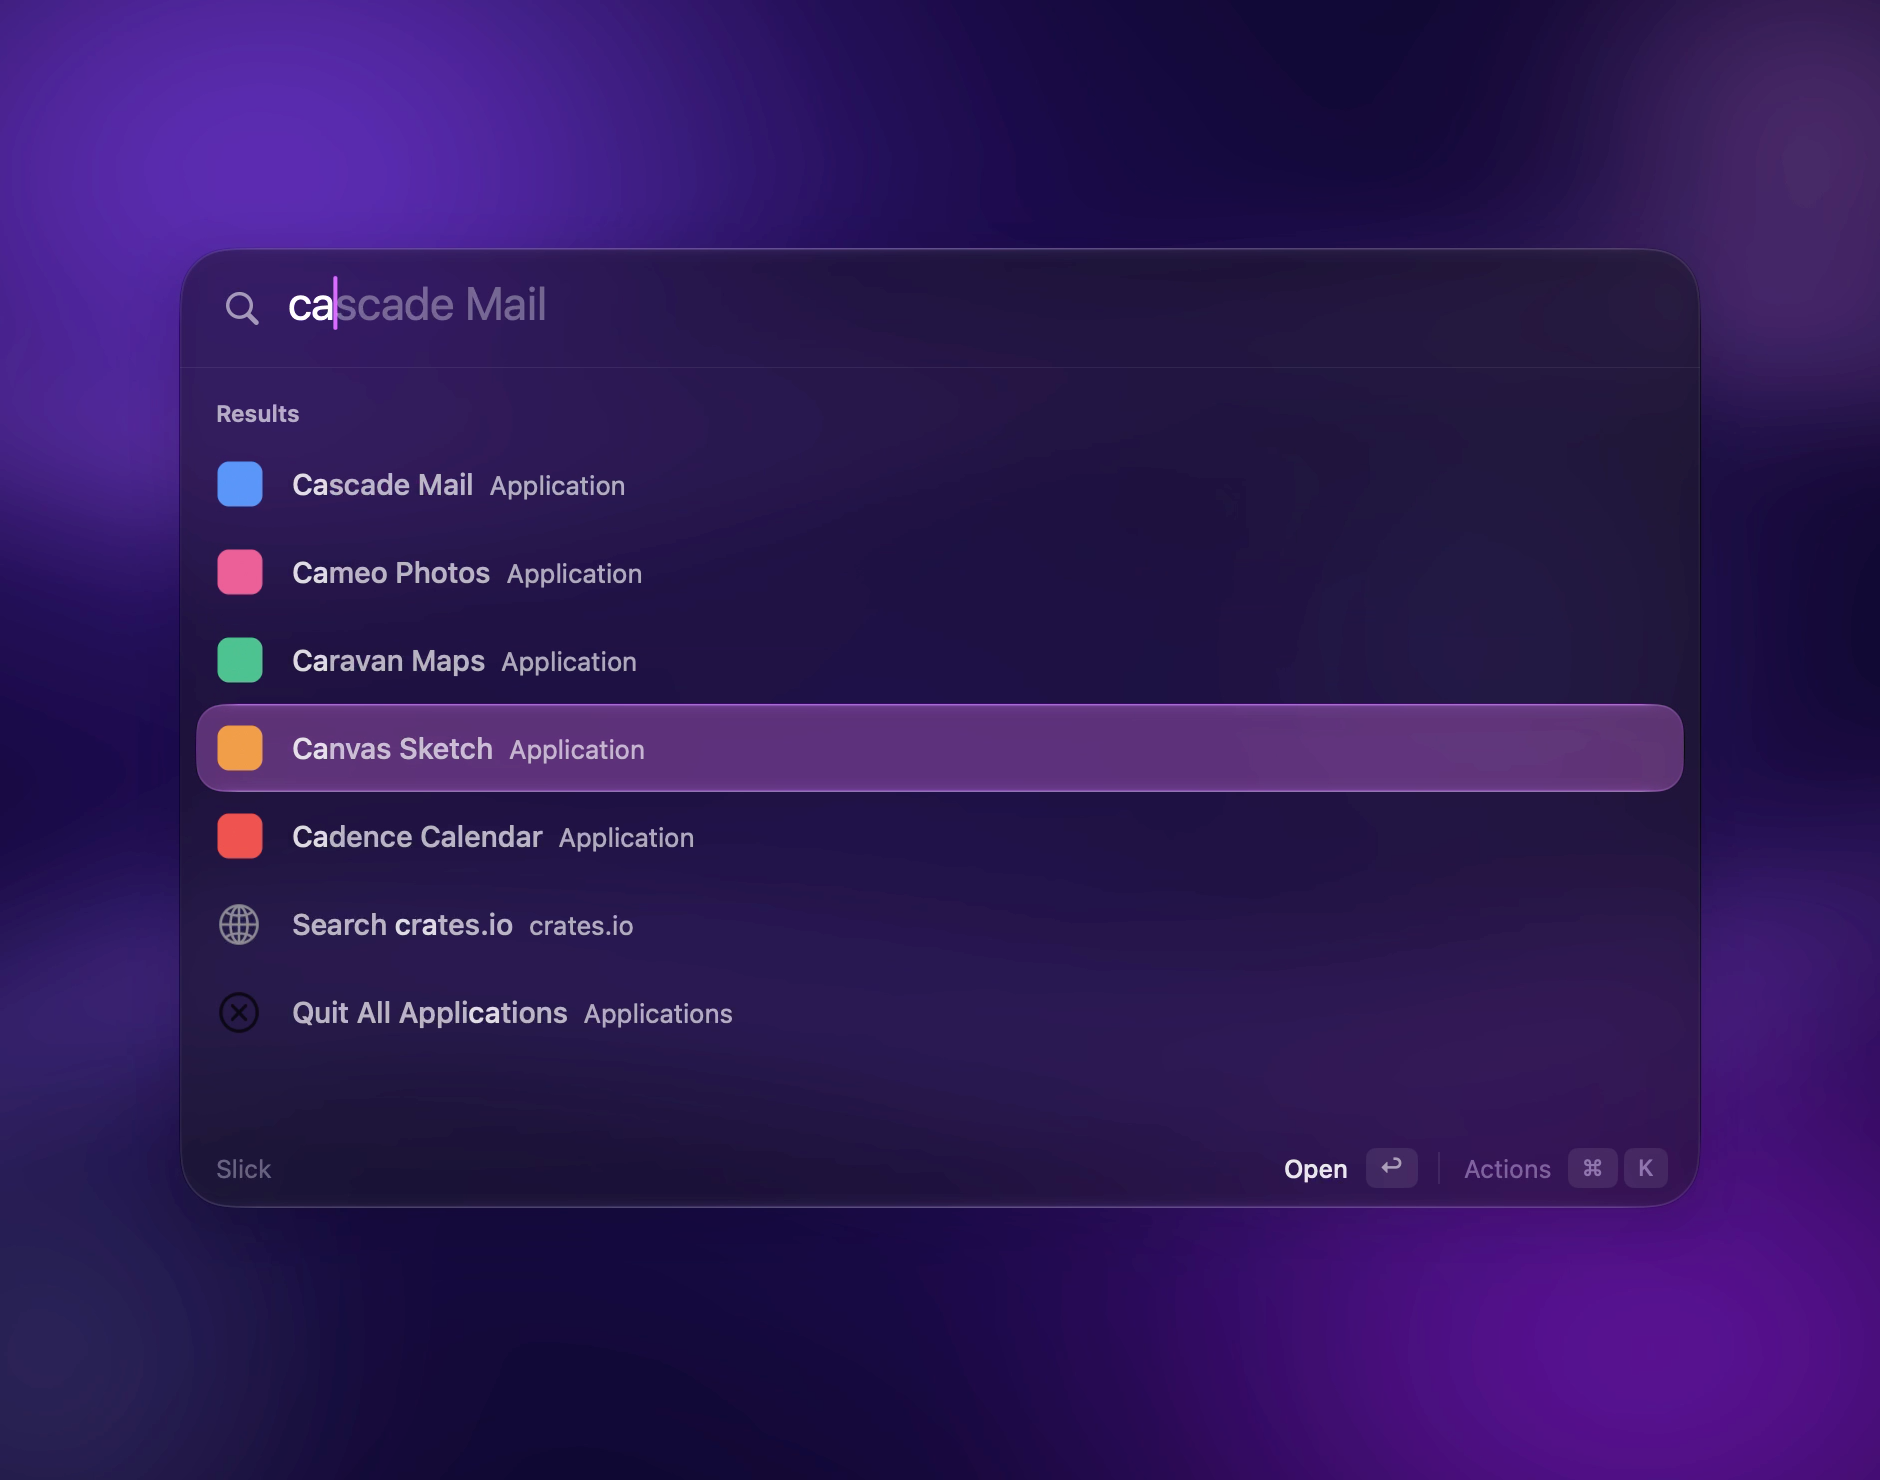 cascade Mail
Results
Cascade Mail Application
Cameo Photos Application
Caravan Maps Application
Canvas Sketch Application
Cadence Calendar Application
Search crates.io crates.io
Quit All Applications Applications
Slick Open ↩ Actions ⌘ K